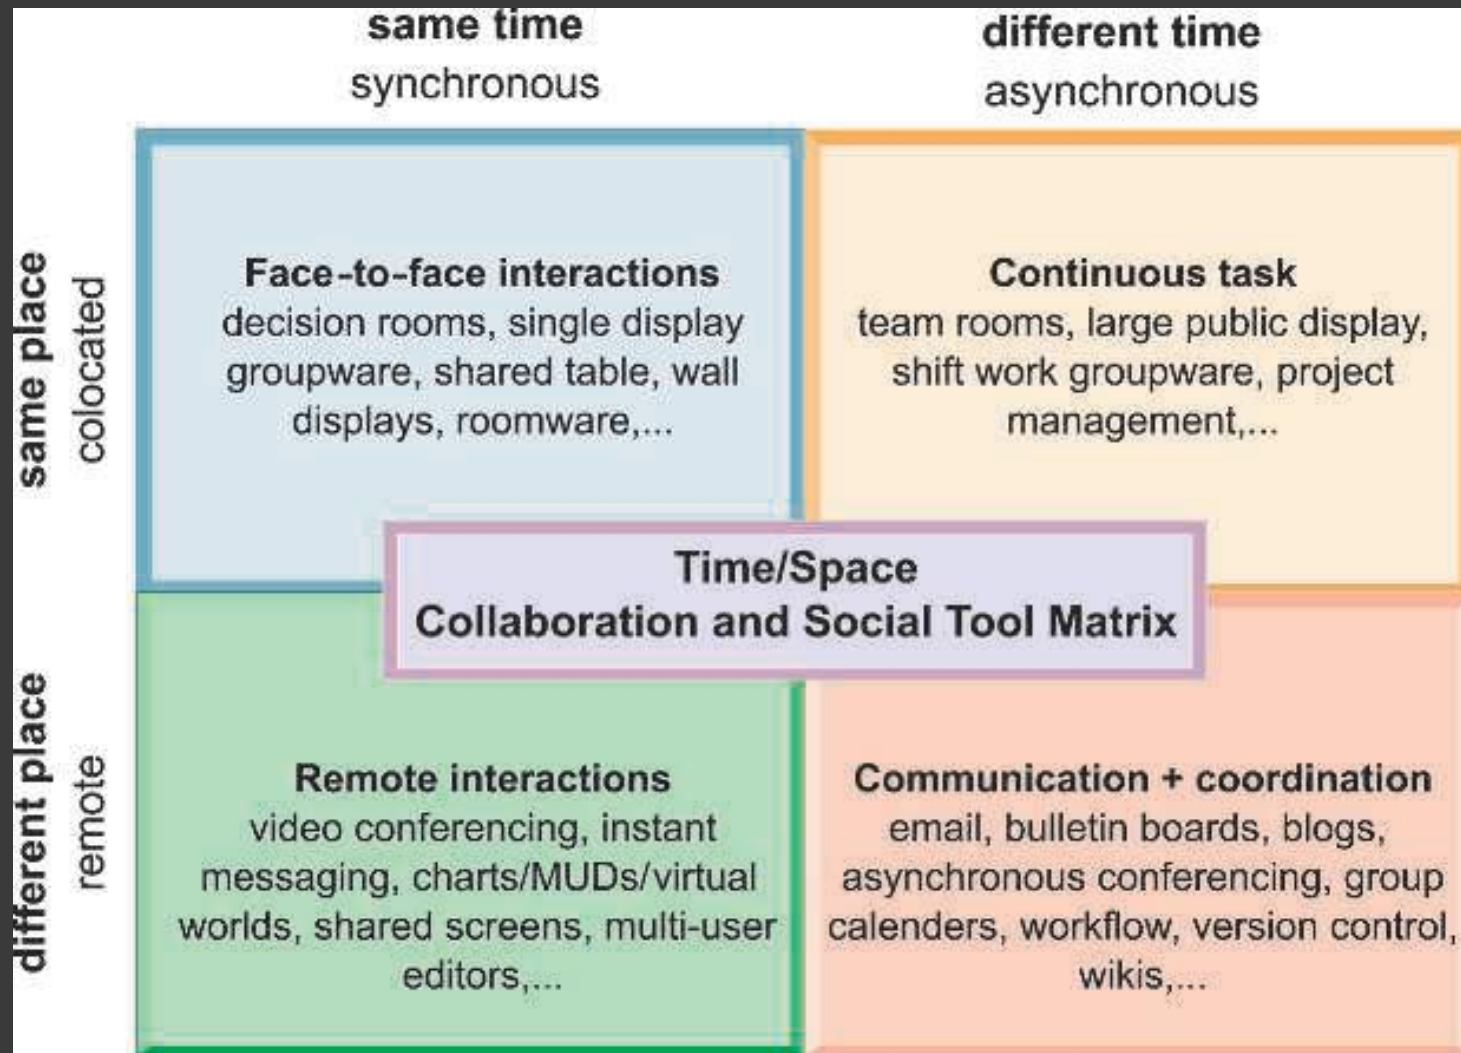 same time
synchronous
different time
asynchronous
same place
colocated
Face-to-face interactions
decision rooms, single display
groupware, shared table, wall
displays, roomware,...
Continuous task
team rooms, large public display,
shift work groupware, project
management,...
Time/Space
Collaboration and Social Tool Matrix
different place
remote
Remote interactions
video conferencing, instant
messaging, charts/MUDs/virtual
worlds, shared screens, multi-user
editors,...
Communication + coordination
email, bulletin boards, blogs,
asynchronous conferencing, group
calenders, workflow, version control,
wikis,...